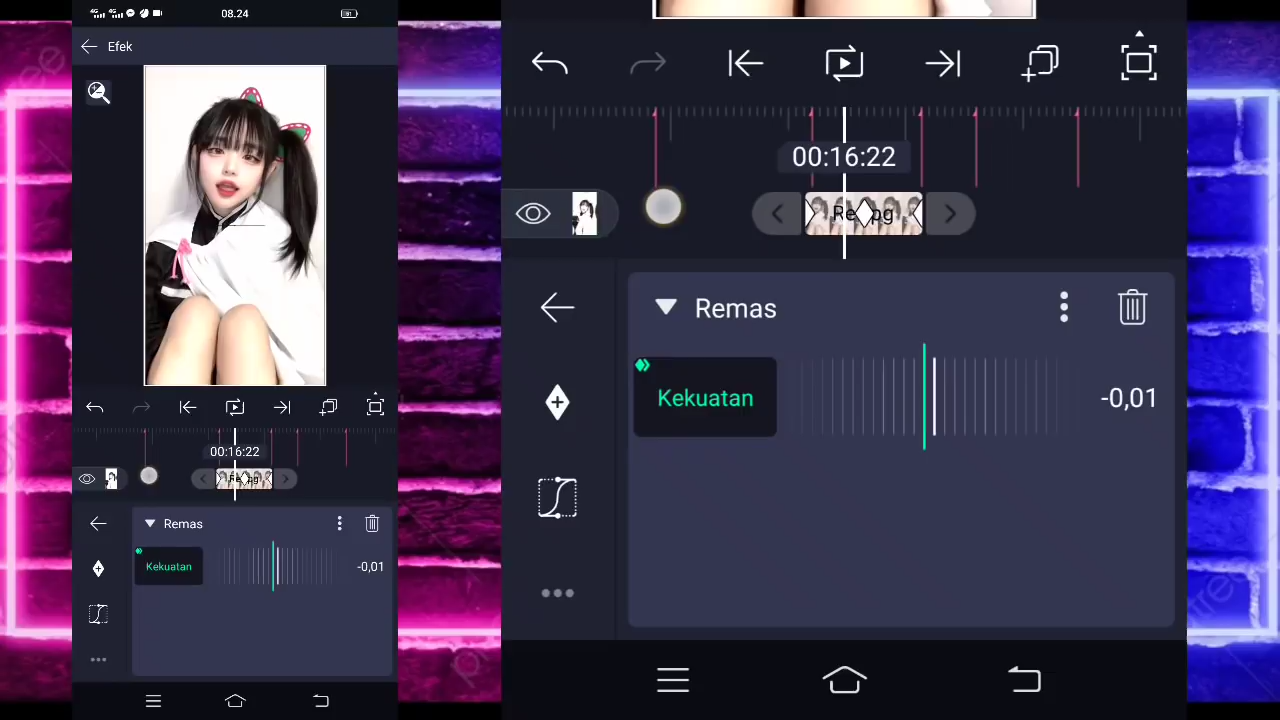 08.24
Efek
00:16:22
Remas
Kekuatan
-0,01
00:16:22
Remas
Kekuatan
-0,01